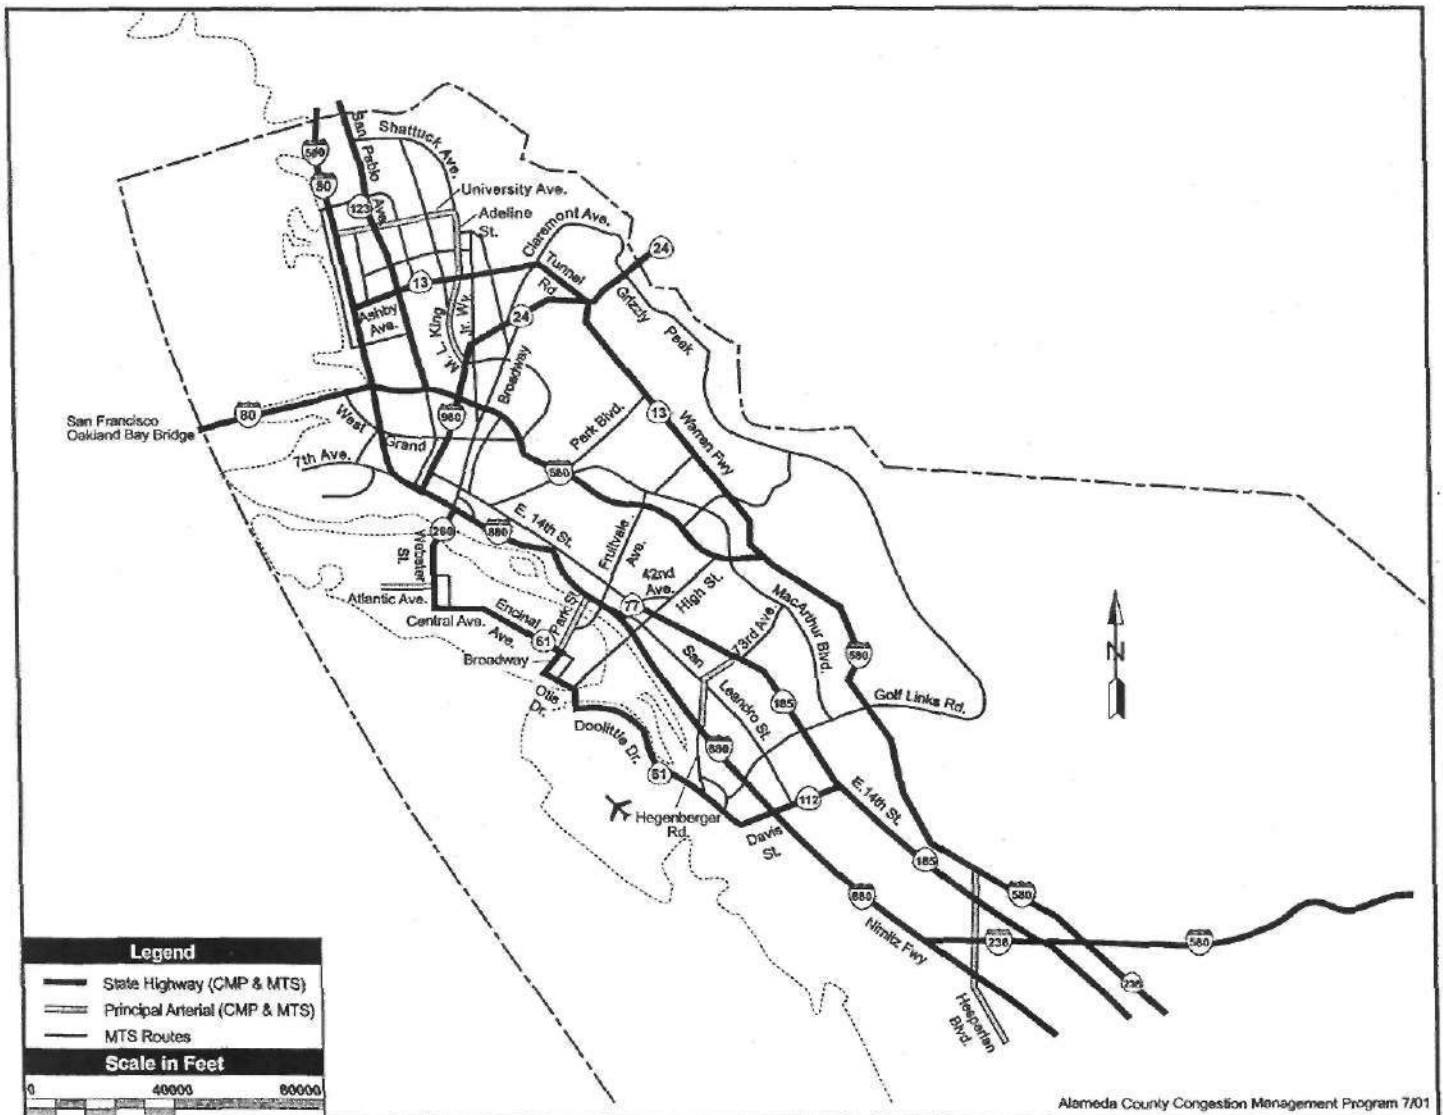 San
Pablo
Ave.
Shattuck Ave.
580
80
123
University Ave.
Adeline
St.
Claremont Ave.
24
Tunnel
Rd
13
Ashby
Ave.
M. L. King
Jr. Wy.
24
Grizzly
Peak
Broadway
80
San Francisco
Oakland Bay Bridge
West
Grand
980
Park Blvd.
13
Warren Fwy
7th Ave.
580
E. 14th St.
260
880
Webster
St.
Fruitvale
Ave.
42nd
Ave.
High St.
Atlantic Ave.
Central Ave.
Encinal
Ave.
Park St.
77
61
Broadway
MacArthur Blvd.
73rd Ave.
San
Leandro St.
580
Otis
Dr.
185
Golf Links Rd.
Doolittle Dr.
880
61
N
Hegenberger
Rd.
112
Davis
St.
E. 14th St.
185
580
880
Nimitz Fwy
238
580
238
Hesperian
Blvd.
Legend
State Highway (CMP & MTS)
Principal Arterial (CMP & MTS)
MTS Routes
Scale in Feet
0 40000 80000
Alameda County Congestion Management Program 7/01